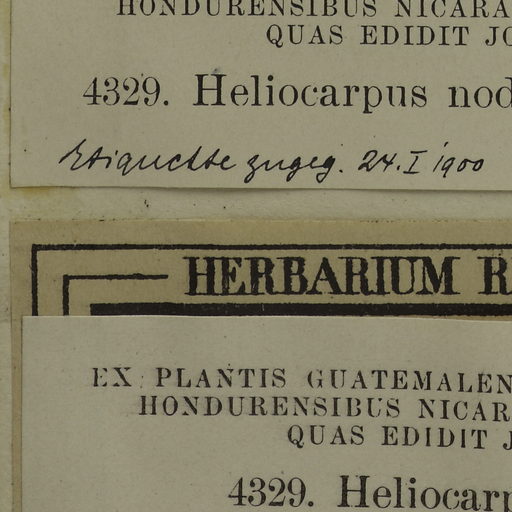 HONDURENSIBUS NICARA
QUAS EDIDIT JO
4329. Heliocarpus nod
Etiquette zugeg. 24.I 1900
HERBARIUM R
EX PLANTIS GUATEMALEN
HONDURENSIBUS NICAR
QUAS EDIDIT J
4329. Heliocarp